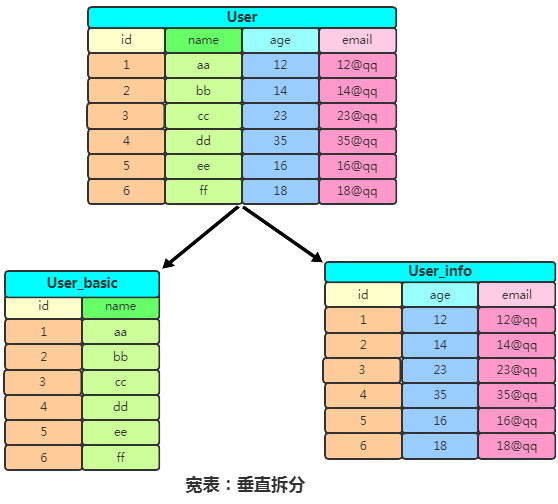 User
id name age email
1 aa 12 12@qq
2 bb 14 14@qq
3 cc 23 23@qq
4 dd 35 35@qq
5 ee 16 16@qq
6 ff 18 18@qq
User_basic
id name
1 aa
2 bb
3 cc
4 dd
5 ee
6 ff
User_info
id age email
1 12 12@qq
2 14 14@qq
3 23 23@qq
4 35 35@qq
5 16 16@qq
6 18 18@qq
宽表：垂直拆分